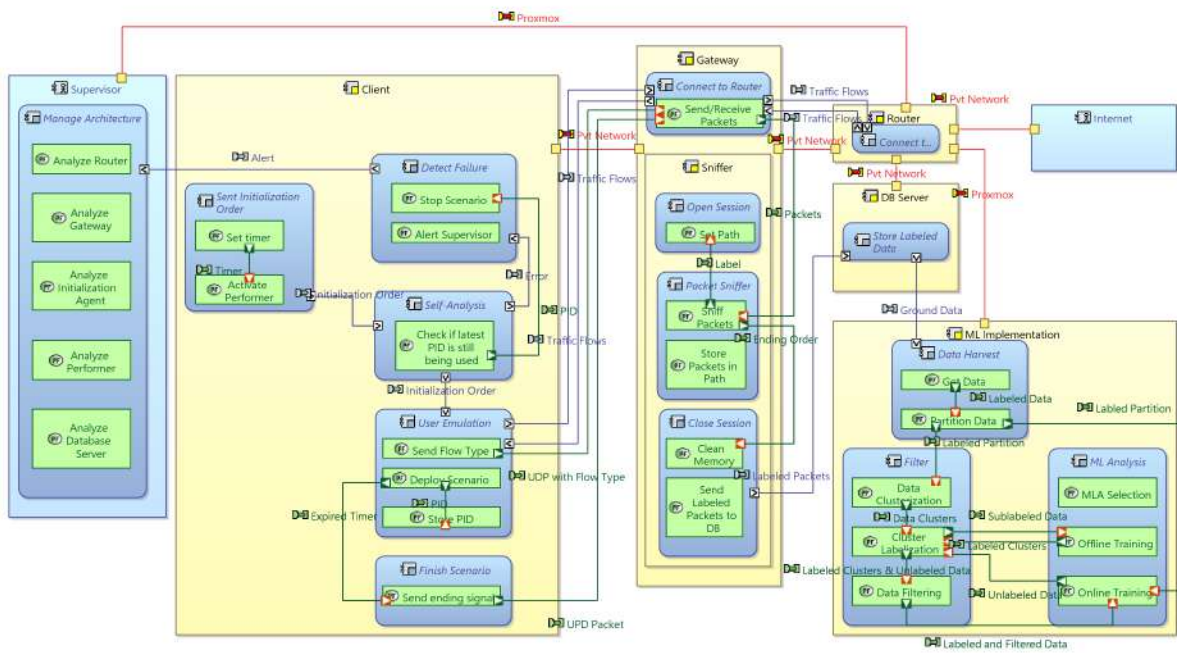 Proxmox
Supervisor
Manage Architecture
Analyze Router
Analyze
Gateway
Analyze
Initialization
Agent
Analyze
Performer
Analyze
Database
Server
Client
Alert
Sent Initialization
Order
Set timer
Timer
Activate
Performer
Initialization Order
Detect Failure
Stop Scenario
Alert Supervisor
Error
PID
Self-Analysis
Check if latest
PID is still
being used
Traffic Flows
Initialization Order
User Emulation
Send Flow Type
Deploy Scenario
PID
Store PID
UDP with Flow Type
Expired Timer
Finish Scenario
Send ending signal
UPD Packet
Pvt Network
Traffic Flows
Gateway
Connect to Router
Send/Receive
Packets
Traffic Flows
Traffic Flows
Pvt Network
Sniffer
Open Session
Set Path
Packets
Label
Packet Sniffer
Sniff
Packets
Ending Order
Store
Packets in
Path
Close Session
Clean
Memory
Labeled Packets
Send
Labeled
Packets to
DB
Router
Connect t...
Pvt Network
Internet
Pvt Network
Proxmox
DB Server
Store Labeled
Data
Ground Data
ML Implementation
Data Harvest
Get Data
Labeled Data
Partition Data
Labled Partition
Labeled Partition
Filter
Data
Clusterization
Data Clusters
Cluster
Labelization
Labeled Clusters
Sublabeled Data
Labeled Clusters & Unlabeled Data
Unlabeled Data
Data Filtering
ML Analysis
MLA Selection
Offline Training
Online Training
Labeled and Filtered Data